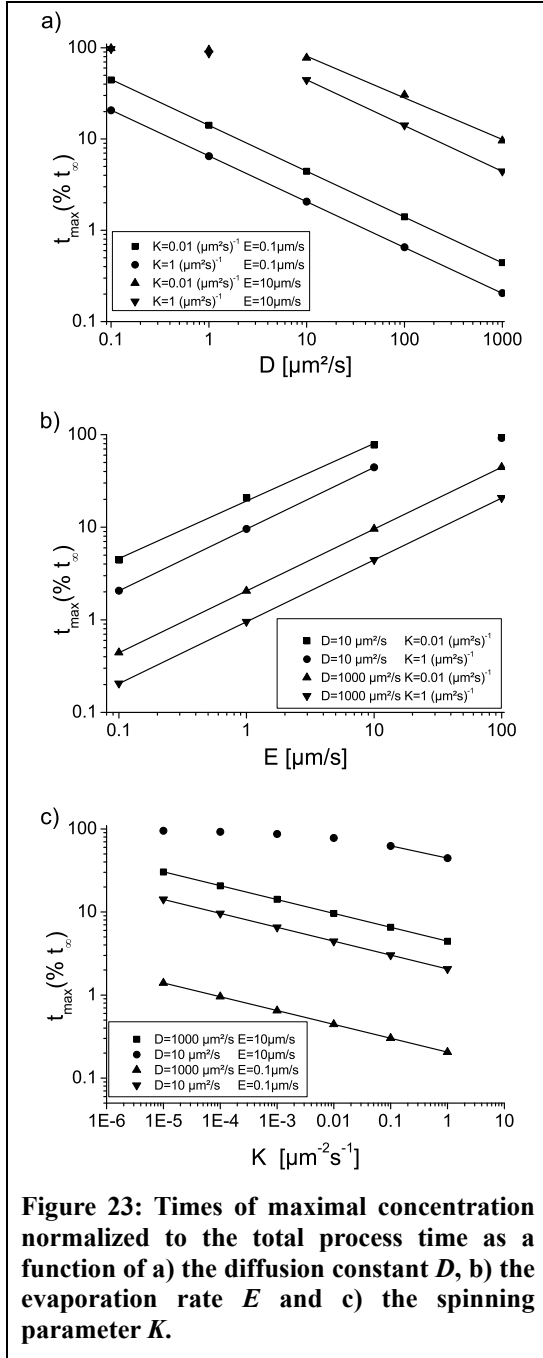 a)
100
10
1
0.1
t_max(% t_∞)
K=0.01 (µm²s)⁻¹ E=0.1µm/s
K=1 (µm²s)⁻¹ E=0.1µm/s
K=0.01 (µm²s)⁻¹ E=10µm/s
K=1 (µm²s)⁻¹ E=10µm/s
0.1 1 10 100 1000
D [µm²/s]
b)
100
10
1
0.1
t_max(% t_∞)
D=10 µm²/s K=0.01 (µm²s)⁻¹
D=10 µm²/s K=1 (µm²s)⁻¹
D=1000 µm²/s K=0.01 (µm²s)⁻¹
D=1000 µm²/s K=1 (µm²s)⁻¹
0.1 1 10 100
E [µm/s]
c)
100
10
1
0.1
t_max(% t_∞)
D=1000 µm²/s E=10µm/s
D=10 µm²/s E=10µm/s
D=1000 µm²/s E=0.1µm/s
D=10 µm²/s E=0.1µm/s
1E-6 1E-5 1E-4 1E-3 0.01 0.1 1 10
K [µm⁻²s⁻¹]
Figure 23: Times of maximal concentration
normalized to the total process time as a
function of a) the diffusion constant D, b) the
evaporation rate E and c) the spinning
parameter K.